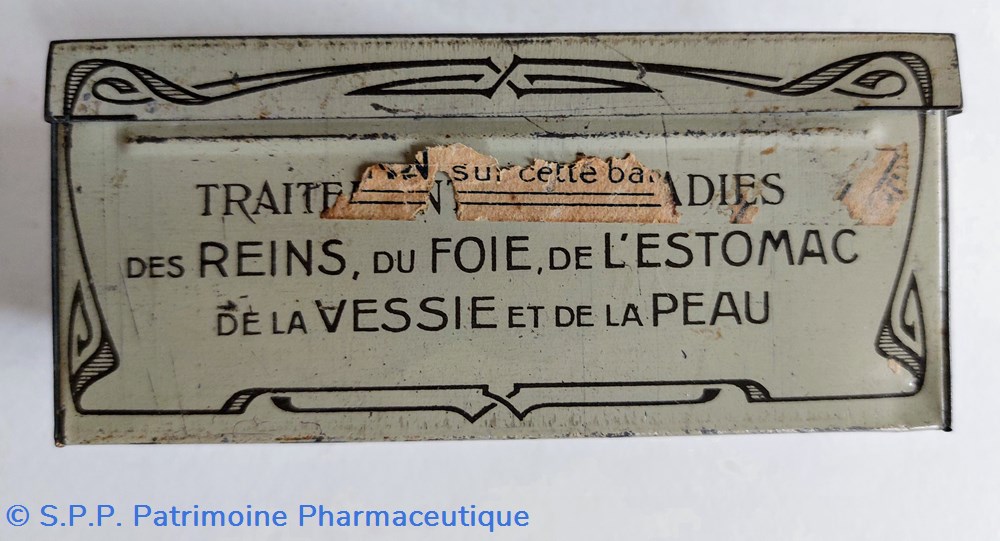 sur cette
TRAITE ADIES
DES REINS, DU FOIE, DE L'ESTOMAC
DE LA VESSIE ET DE LA PEAU
© S.P.P. Patrimoine Pharmaceutique